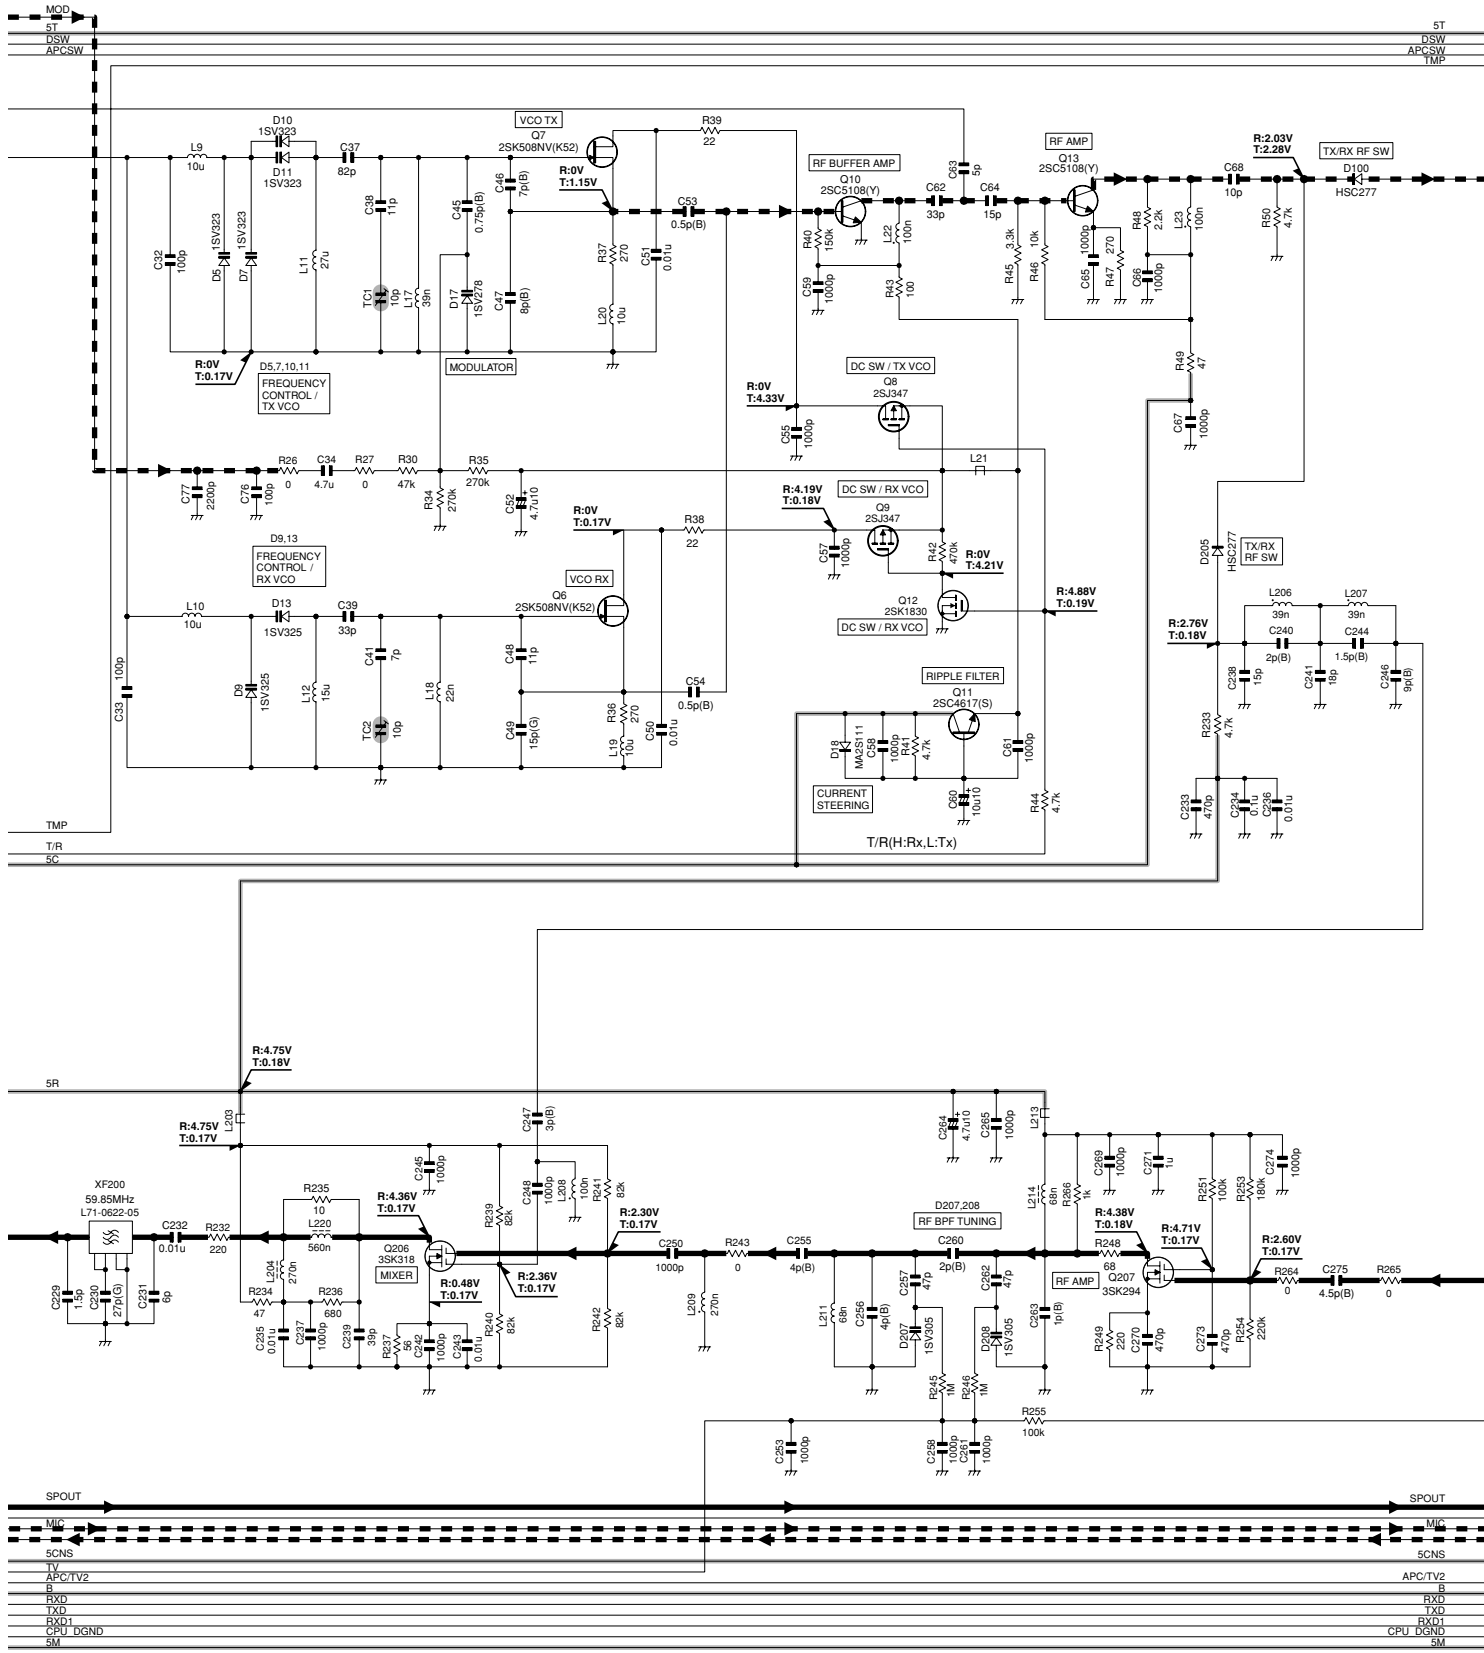 MOD
5T
DSW
APCSW
5T
DSW
APCSW
TMP
D10
1SV323
L9
10u
D11
1SV323
C37
82p
VCO TX
Q7
2SK508NV(K52)
R39
22
R:0V
T:1.15V
C46
7p(B)
C38
11p
C45
0.75p(B)
C53
0.5p(B)
RF BUFFER AMP
Q10
2SC5108(Y)
C63
5p
C62
33p
C64
15p
RF AMP
Q13
2SC5108(Y)
C68
10p
R:2.03V
T:2.28V
TX/RX RF SW
D100
HSC277
C32
100p
D5
1SV323
D7
1SV323
L11
27u
TC1
10p
L17
39n
D17
1SV278
C47
8p(B)
R37
270
L20
10u
C51
0.01u
R40
150k
C59
1000p
L22
100n
R43
100
R45
3.3k
R46
10k
C65
1000p
R47
270
R48
2.2k
C66
1000p
L23
100n
R50
4.7k
R:0V
T:0.17V
D5,7,10,11
FREQUENCY
CONTROL /
TX VCO
MODULATOR
R49
47
C67
1000p
DC SW / TX VCO
Q8
2SJ347
R:0V
T:4.33V
C55
1000p
R26
0
C34
4.7u
R27
0
R30
47k
R35
270k
L21
C77
2200p
C76
100p
R34
270k
C52
4.7u10
R:4.19V
T:0.18V
DC SW / RX VCO
Q9
2SJ347
R:0V
T:0.17V
R38
22
C57
1000p
R42
470k
R:0V
T:4.21V
D9,13
FREQUENCY
CONTROL /
RX VCO
VCO RX
Q6
2SK508NV(K52)
Q12
2SK1830
DC SW / RX VCO
R:4.88V
T:0.19V
D205
HSC277
TX/RX
RF SW
L10
10u
D13
1SV325
C39
33p
L206
39n
L207
39n
C240
2p(B)
C244
1.5p(B)
R:2.76V
T:0.18V
C238
15p
C241
18p
C246
9p(B)
C33
100p
D9
1SV325
L12
15u
C41
7p
TC2
10p
L18
22n
C48
11p
C49
15p(G)
R36
270
L19
10u
C50
0.01u
C54
0.5p(B)
RIPPLE FILTER
Q11
2SC4617(S)
D18
MA2S111
C58
1000p
R41
4.7k
C61
1000p
CURRENT
STEERING
C60
10u10
R44
4.7k
R233
4.7k
C233
470p
C234
0.1u
C236
0.01u
TMP
T/R
5C
T/R(H:Rx,L:Tx)
R:4.75V
T:0.18V
5R
L203
R:4.75V
T:0.17V
C247
3p(B)
C264
4.7u10
C265
1000p
L213
XF200
59.85MHz
L71-0622-05
C232
0.01u
R232
220
R235
10
L220
560n
C245
1000p
R:4.36V
T:0.17V
Q206
3SK318
MIXER
R239
82k
C248
1000p
L208
100n
R241
82k
R:2.30V
T:0.17V
C250
1000p
R243
0
C255
4p(B)
D207,208
RF BPF TUNING
C260
2p(B)
L214
68n
R266
1k
C269
1000p
C271
1u
R251
100k
R253
180k
C274
1000p
R248
68
R:4.38V
T:0.18V
R:4.71V
T:0.17V
R:2.60V
T:0.17V
RF AMP
Q207
3SK294
R264
0
C275
4.5p(B)
R265
0
C229
1.5p
C230
27p(G)
C231
6p
L204
270n
R234
47
R236
680
C235
0.01u
C237
1000p
C239
39p
R:0.48V
T:0.17V
R:2.36V
T:0.17V
R237
56
C242
1000p
C243
0.01u
R240
82k
R242
82k
L209
270n
L211
68n
C256
4p(B)
C257
47p
D207
1SV305
C262
47p
D208
1SV305
C263
1p(B)
R249
220
C270
470p
C273
470p
R254
220k
R245
1M
R246
1M
R255
100k
C253
1000p
C258
1000p
C261
1000p
SPOUT
SPOUT
MIC
MIC
5CNS
5CNS
TV
APC/TV2
APC/TV2
B
B
RXD
RXD
TXD
TXD
RXD1
RXD1
CPU DGND
CPU DGND
5M
5M